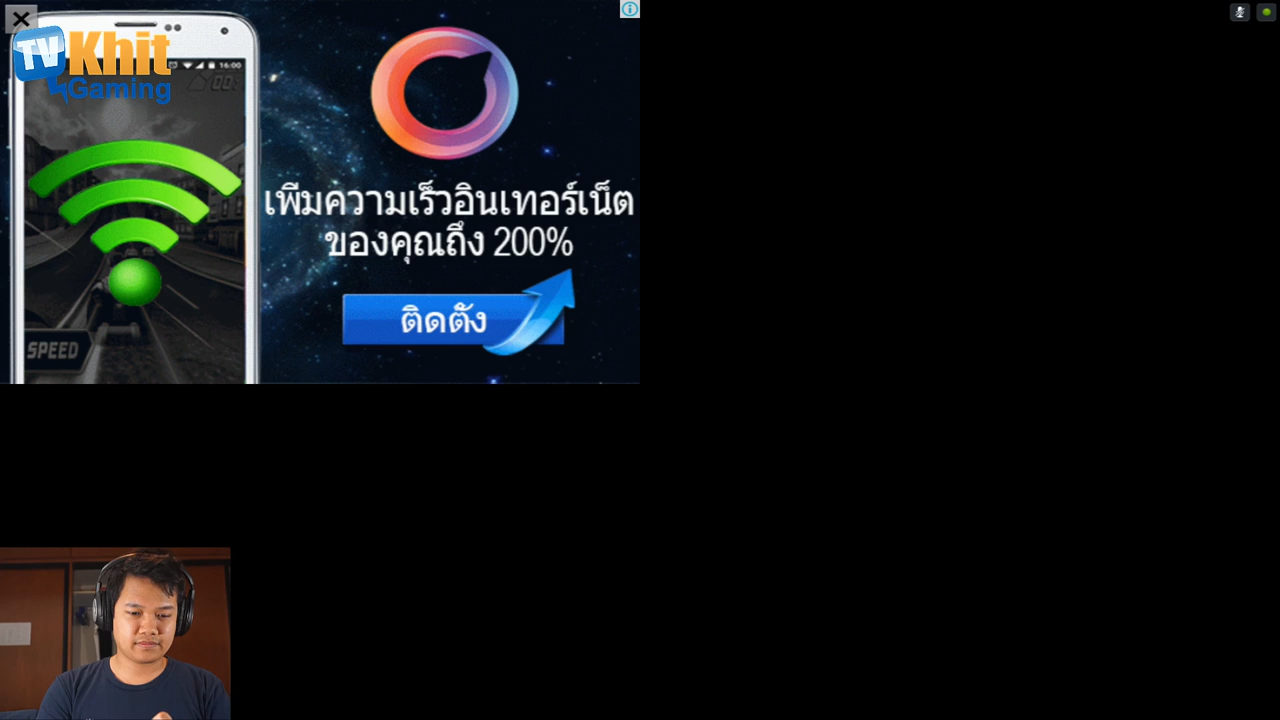 TV Khit
Gaming
16:00
เพิ่มความเร็วอินเทอร์เน็ต
ของคุณถึง 200%
ติดตั้ง
SPEED